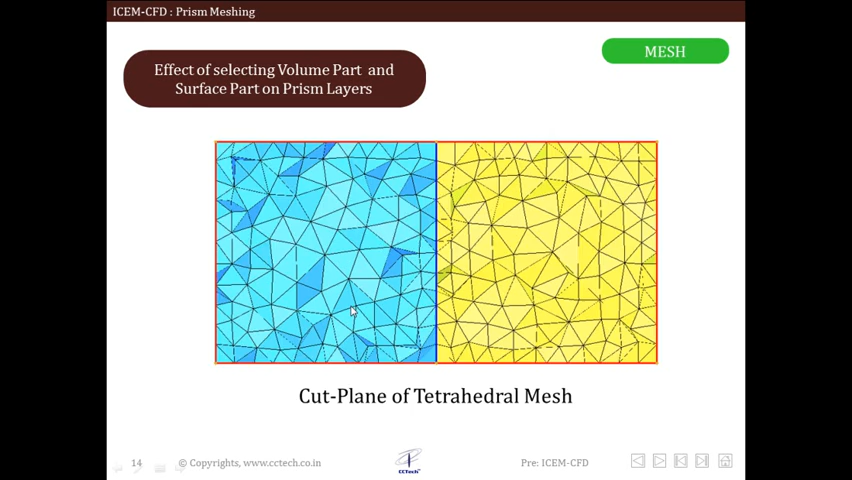 ICEM-CFD : Prism Meshing
MESH
Effect of selecting Volume Part and
Surface Part on Prism Layers
Cut-Plane of Tetrahedral Mesh
14
© Copyrights, www.cctech.co.in
CCTech
Pre: ICEM-CFD